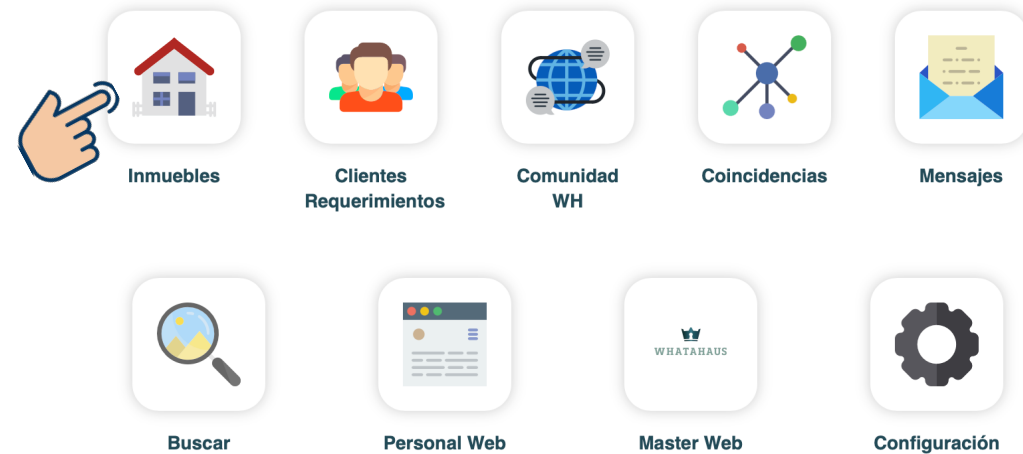 Inmuebles
Clientes
Requerimientos
Comunidad
WH
Coincidencias
Mensajes
WHATAHAUS
Buscar
Personal Web
Master Web
Configuración